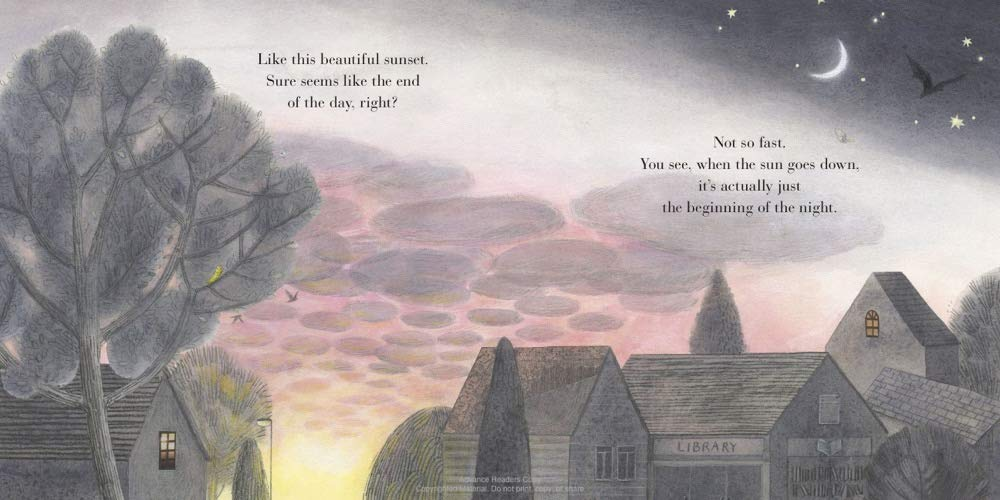 Like this beautiful sunset.
Sure seems like the end
of the day, right?
Not so fast.
You see, when the sun goes down,
it's actually just
the beginning of the night.
LIBRARY
Advance Readers Copy
Copyrighted Material. Do not print, copy, or share